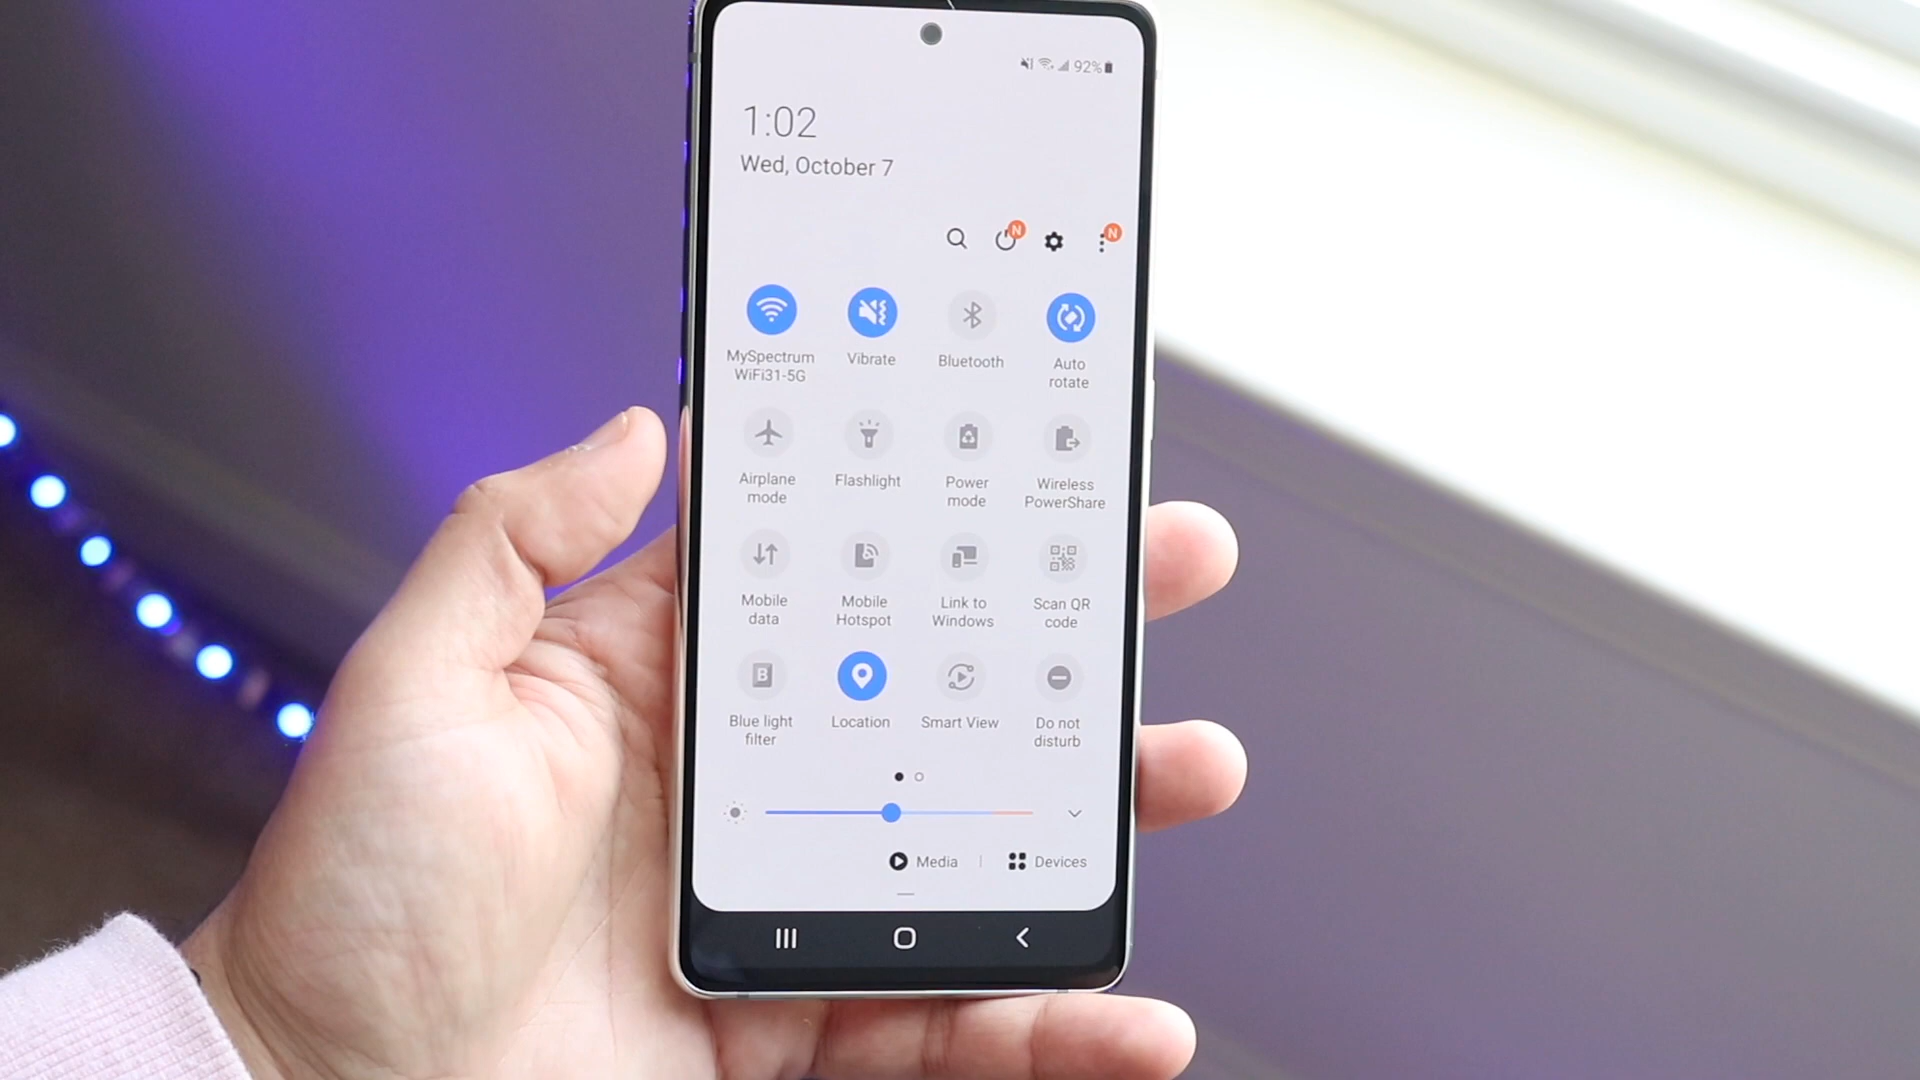 92%
1:02
Wed, October 7
N
N
MySpectrum
WiFi31-5G
Vibrate
Bluetooth
Auto
rotate
Airplane
mode
Flashlight
Power
mode
Wireless
PowerShare
Mobile
data
Mobile
Hotspot
Link to
Windows
Scan QR
code
B
Blue light
filter
Location
Smart View
Do not
disturb
Media | Devices